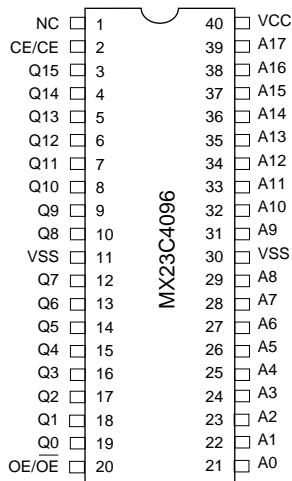 NC 1 40 VCC
CE/CE 2 39 A17
Q15 3 38 A16
Q14 4 37 A15
Q13 5 36 A14
Q12 6 35 A13
Q11 7 34 A12
Q10 8 33 A11
Q9 9 32 A10
Q8 10 31 A9
VSS 11 30 VSS
Q7 12 29 A8
Q6 13 28 A7
Q5 14 27 A6
Q4 15 26 A5
Q3 16 25 A4
Q2 17 24 A3
Q1 18 23 A2
Q0 19 22 A1
OE/O̅E̅ 20 21 A0
MX23C4096